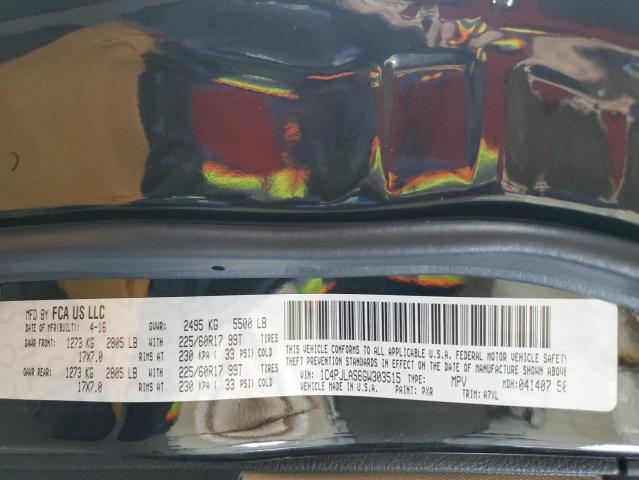 MFD BY FCA US LLC
DATE OF MFR(BUILT): 4-16 GVWR: 2495 KG 5500 LB
GAWR FRONT: 1273 KG 2805 LB 225/60R17 99T TIRES
17X7.0 RIMS AT 230 KPA ( 33 PSI) COLD
GAWR REAR: 1273 KG 2805 LB 225/60R17 99T TIRES
17X7.0 RIMS AT 230 KPA ( 33 PSI) COLD
THIS VEHICLE CONFORMS TO ALL APPLICABLE U.S.A. FEDERAL MOTOR VEHICLE SAFETY
THEFT PREVENTION STANDARDS IN EFFECT ON THE DATE OF MANUFACTURE SHOWN ABOVE
VIN: 1C4PJLAS6GW303515 TYPE: MPV MDH: 041407 50
VEHICLE MADE IN U.S.A. PAINT: PXR TRIM: A7XL